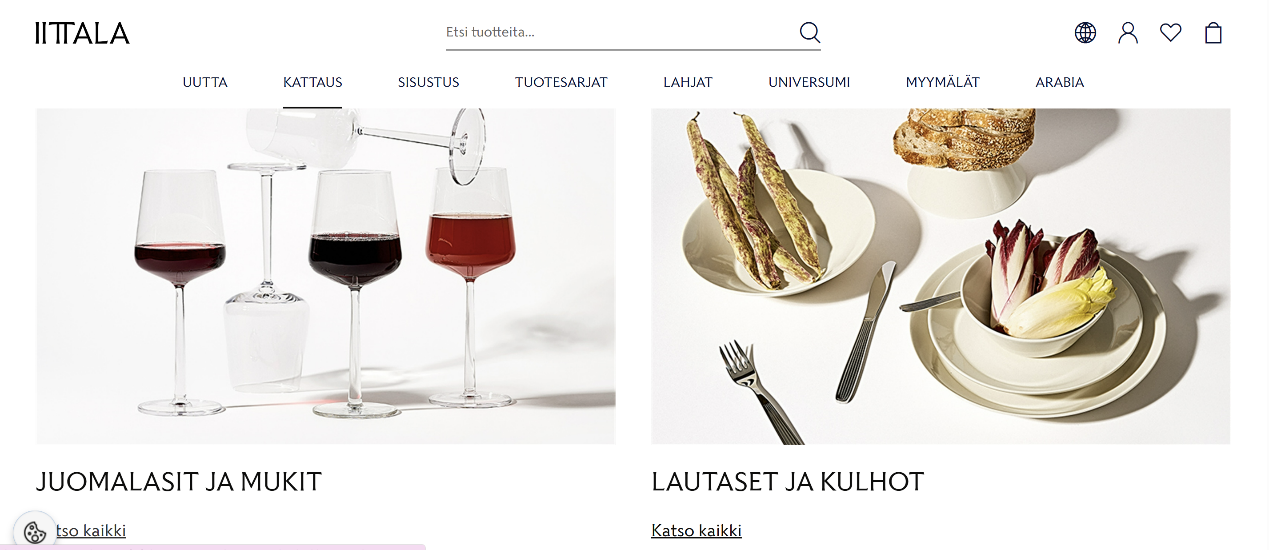 IITTALA
Etsi tuotteita...
UUTTA KATTAUS SISUSTUS TUOTESARJAT LAHJAT UNIVERSUMI MYYMÄLÄT ARABIA
JUOMALASIT JA MUKIT
LAUTASET JA KULHOT
tso kaikki
Katso kaikki